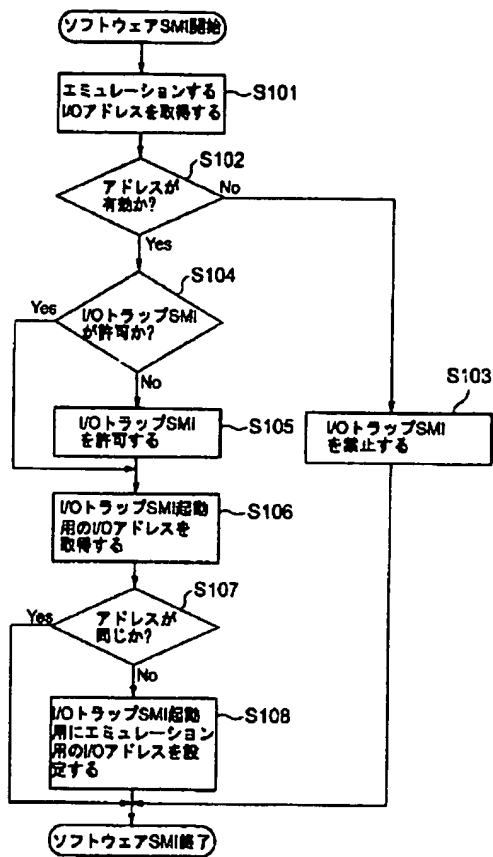 ソフトウェアSMI開始
エミュレーションする
I/Oアドレスを取得する
S101
S102
アドレスが
有効か?
No
Yes
S104
Yes
I/OトラップSMI
が許可か?
No
S103
I/OトラップSMI
を許可する
S105
I/OトラップSMI
を禁止する
I/OトラップSMI起動
用のI/Oアドレスを
取得する
S106
S107
Yes
アドレスが
同じか?
No
I/OトラップSMI起動
用にエミュレーション
用のI/Oアドレスを設
定する
S108
ソフトウェアSMI終了